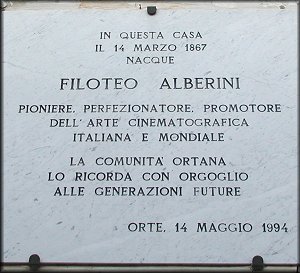 IN QUESTA CASA
IL 14 MARZO 1867
NACQUE
FILOTEO ALBERINI
PIONIERE, PERFEZIONATORE, PROMOTORE
DELL'ARTE CINEMATOGRAFICA
ITALIANA E MONDIALE
LA COMUNITÀ ORTANA
LO RICORDA CON ORGOGLIO
ALLE GENERAZIONI FUTURE
ORTE, 14 MAGGIO 1994